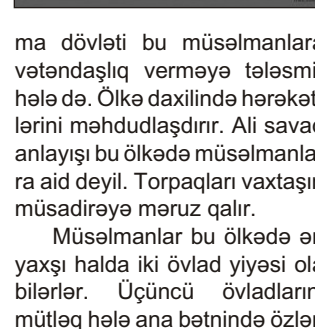 ma dövləti bu müsəlmanlara
vətəndaşlıq verməyə tələsmi
hələ də. Ölkə daxilində hərəkət
lərini məhdudlaşdırır. Ali savad
anlayışı bu ölkədə müsəlmanla
ra aid deyil. Torpaqları vaxtaşır
müsadirəyə məruz qalır.
Müsəlmanlar bu ölkədə ən
yaxşı halda iki övlad yiyəsi ola
bilərlər. Üçüncü övladların
mütləq hələ ana bətnində özlər